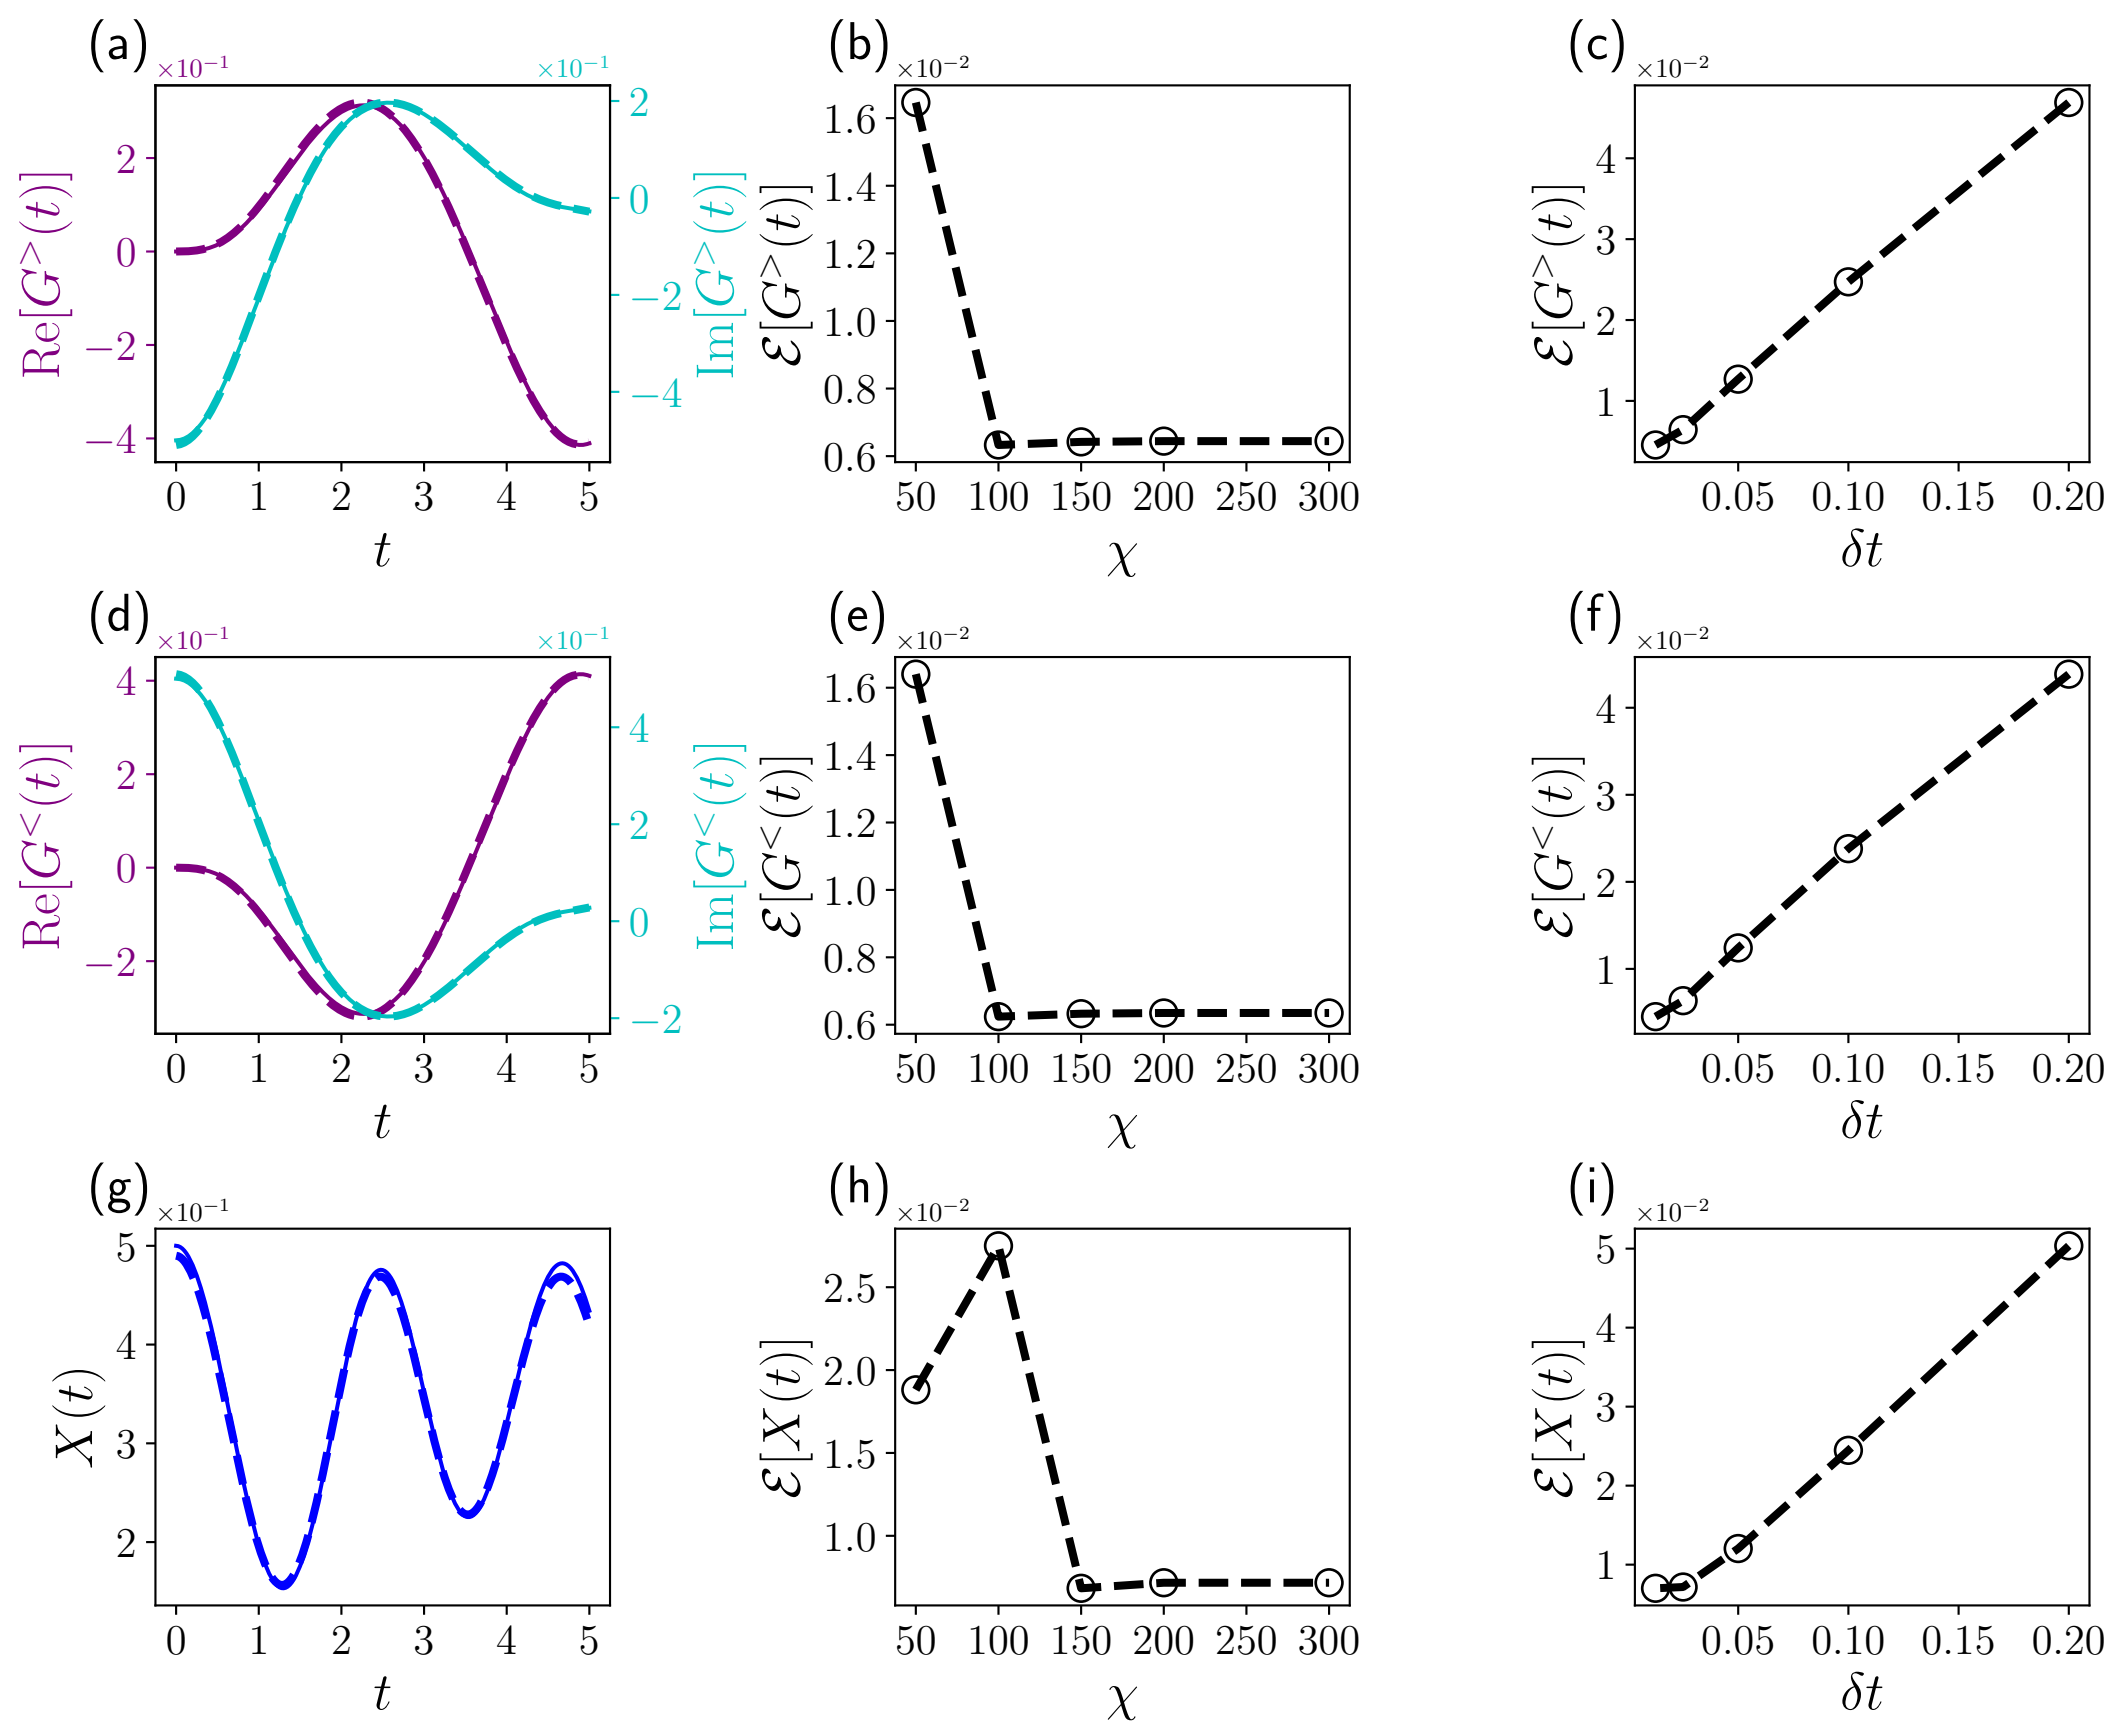 (a)
×10⁻¹
×10⁻¹
Re[G^>(t)]
2
0
−2
−4
2
0
−2
−4
Im[G^>(t)]
0 1 2 3 4 5
t
(b)
×10⁻²
ℰ[G^>(t)]
1.6
1.4
1.2
1.0
0.8
0.6
50 100 150 200 250 300
χ
(c)
×10⁻²
ℰ[G^>(t)]
4
3
2
1
0.05 0.10 0.15 0.20
δt
(d)
×10⁻¹
×10⁻¹
Re[G^<(t)]
4
2
0
−2
4
2
0
−2
Im[G^<(t)]
0 1 2 3 4 5
t
(e)
×10⁻²
ℰ[G^<(t)]
1.6
1.4
1.2
1.0
0.8
0.6
50 100 150 200 250 300
χ
(f)
×10⁻²
ℰ[G^<(t)]
4
3
2
1
0.05 0.10 0.15 0.20
δt
(g)
×10⁻¹
X(t)
5
4
3
2
0 1 2 3 4 5
t
(h)
×10⁻²
ℰ[X(t)]
2.5
2.0
1.5
1.0
50 100 150 200 250 300
χ
(i)
×10⁻²
ℰ[X(t)]
5
4
3
2
1
0.05 0.10 0.15 0.20
δt